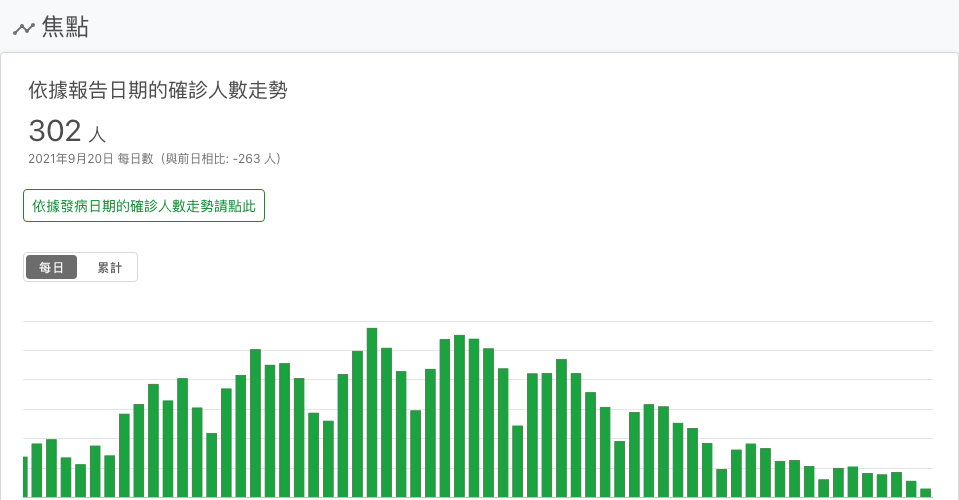 焦點
依據報告日期的確診人數走勢
302 人
2021年9月20日 每日數（與前日相比: -263 人）
依據發病日期的確診人數走勢請點此
每日 累計